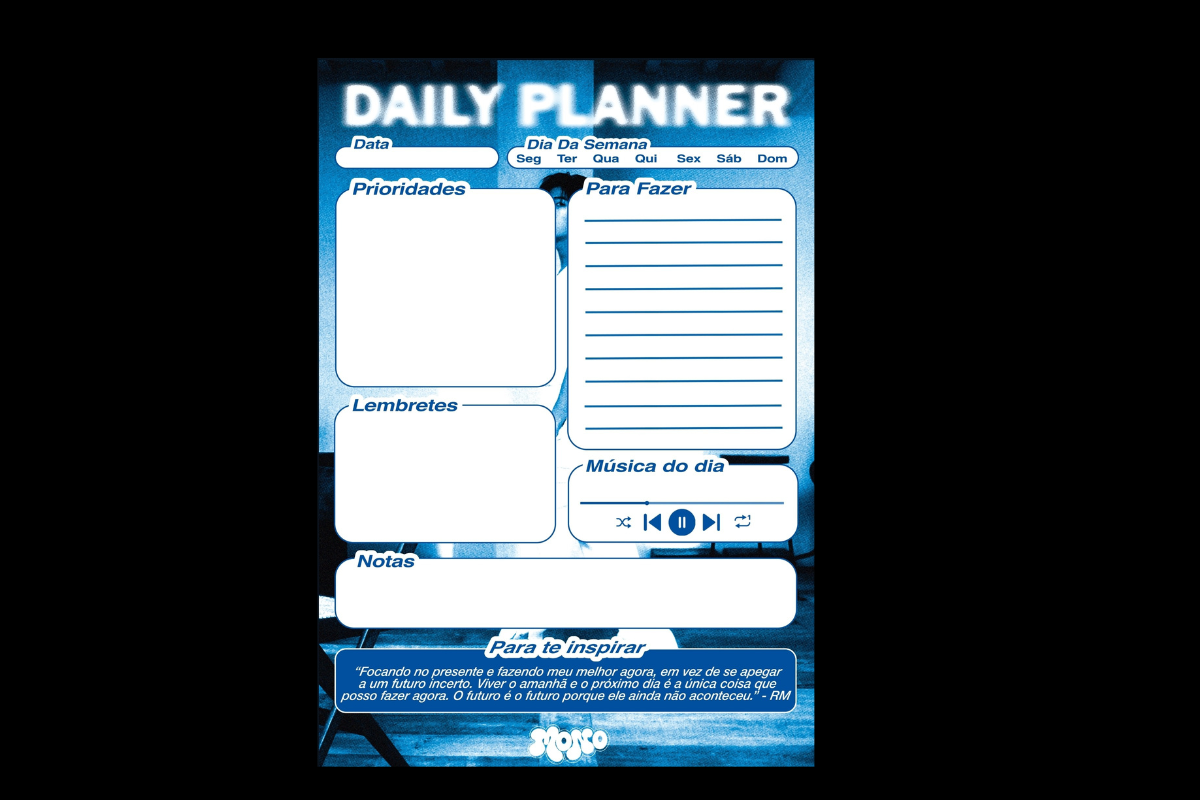 DAILY PLANNER
Data
Dia Da Semana
Seg Ter Qua Qui Sex Sáb Dom
Prioridades
Para Fazer
Lembretes
Música do dia
Notas
Para te inspirar
“Focando no presente e fazendo meu melhor agora, em vez de se apegar
a um futuro incerto. Viver o amanhã e o próximo dia é a única coisa que
posso fazer agora. O futuro é o futuro porque ele ainda não aconteceu.” - RM
MONO